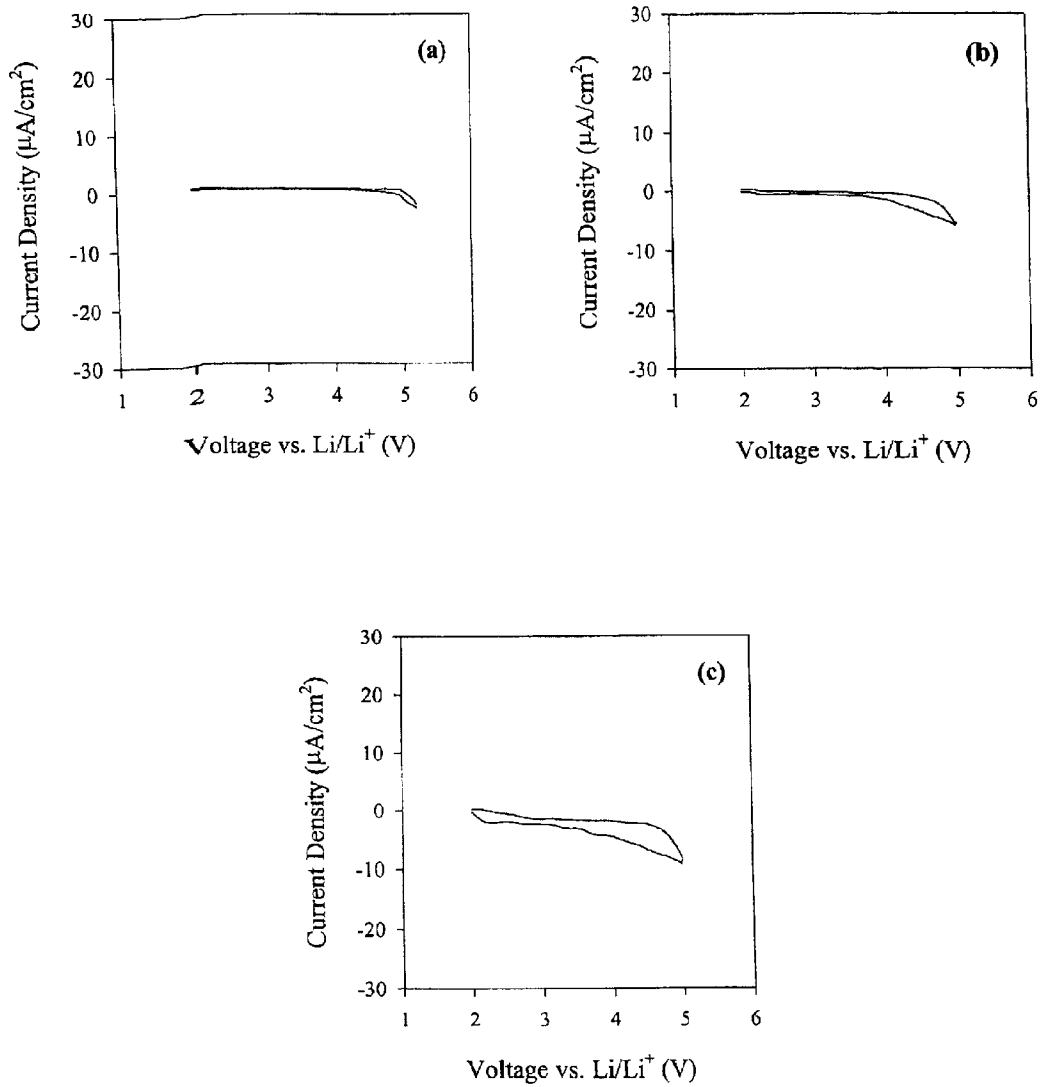 30
20
10
0
-10
-20
-30
Current Density (μA/cm²)
(a)
1 2 3 4 5 6
Voltage vs. Li/Li⁺ (V)
30
20
10
0
-10
-20
-30
Current Density (μA/cm²)
(b)
1 2 3 4 5 6
Voltage vs. Li/Li⁺ (V)
30
20
10
0
-10
-20
-30
Current Density (μA/cm²)
(c)
1 2 3 4 5 6
Voltage vs. Li/Li⁺ (V)